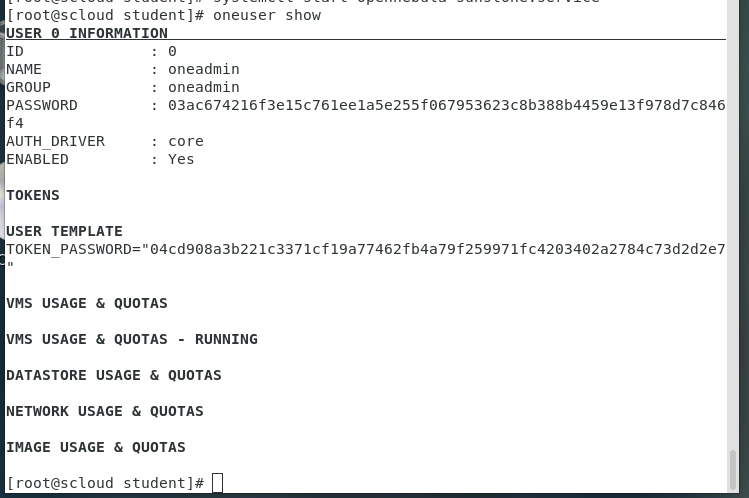 [root@scloud student]# systemctl start opennebula-sunstone.service
[root@scloud student]# oneuser show
USER 0 INFORMATION
ID              : 0
NAME            : oneadmin
GROUP           : oneadmin
PASSWORD        : 03ac674216f3e15c761ee1a5e255f067953623c8b388b4459e13f978d7c846
f4
AUTH_DRIVER     : core
ENABLED         : Yes
TOKENS
USER TEMPLATE
TOKEN_PASSWORD="04cd908a3b221c3371cf19a77462fb4a79f259971fc4203402a2784c73d2d2e7
"
VMS USAGE & QUOTAS
VMS USAGE & QUOTAS - RUNNING
DATASTORE USAGE & QUOTAS
NETWORK USAGE & QUOTAS
IMAGE USAGE & QUOTAS
[root@scloud student]#